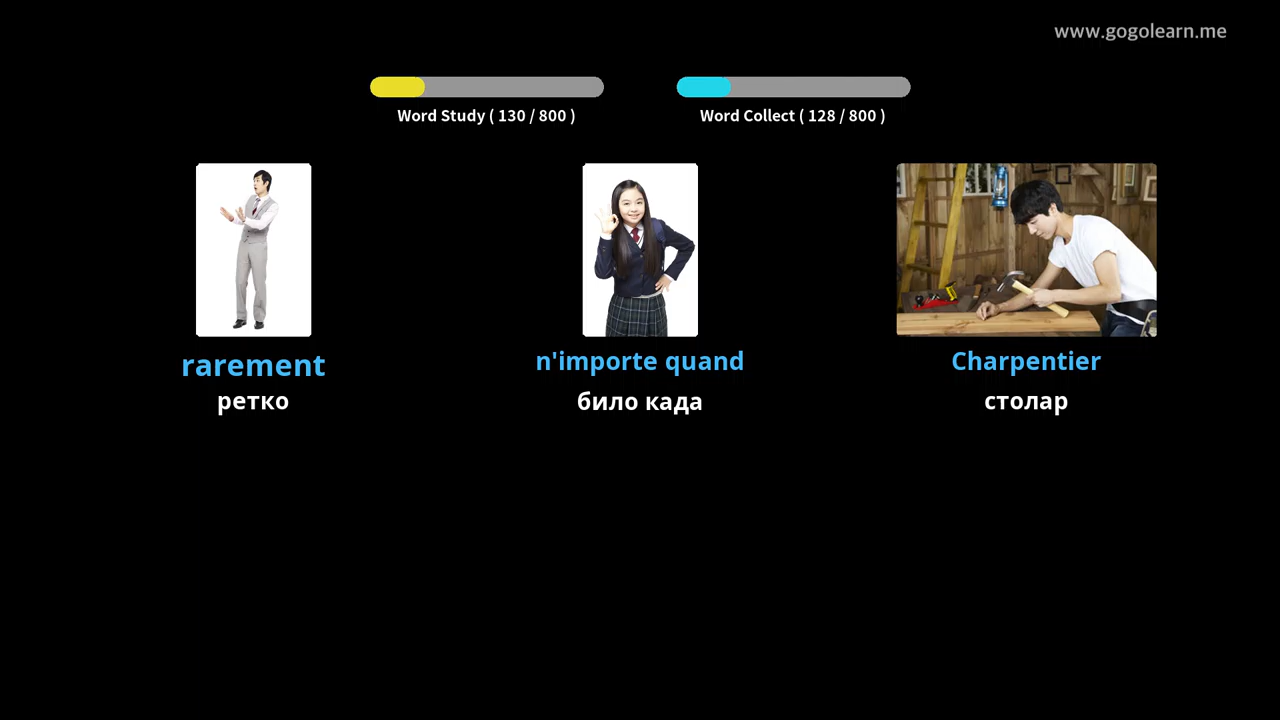 www.gogolearn.me
Word Study ( 130 / 800 )
Word Collect ( 128 / 800 )
rarement
n'importe quand
Charpentier
ретко
било када
столар